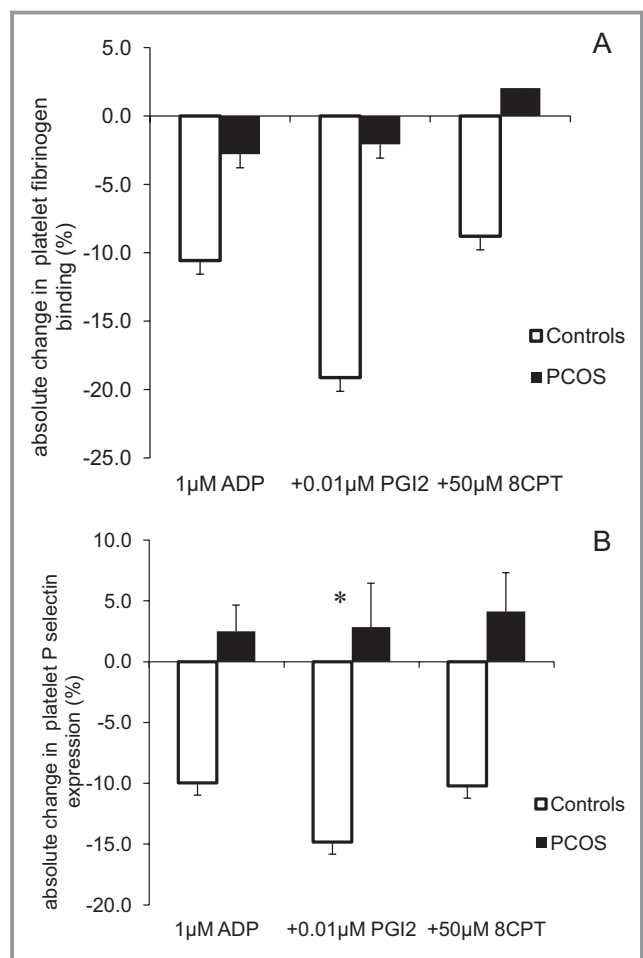 A
absolute change in platelet fibrinogen
binding (%)
5.0
0.0
-5.0
-10.0
-15.0
-20.0
-25.0
Controls
PCOS
1µM ADP +0.01µM PGI2 +50µM 8CPT
B
absolute change in platelet P selectin
expression (%)
10.0
5.0
0.0
-5.0
-10.0
-15.0
-20.0
*
Controls
PCOS
1µM ADP +0.01µM PGI2 +50µM 8CPT